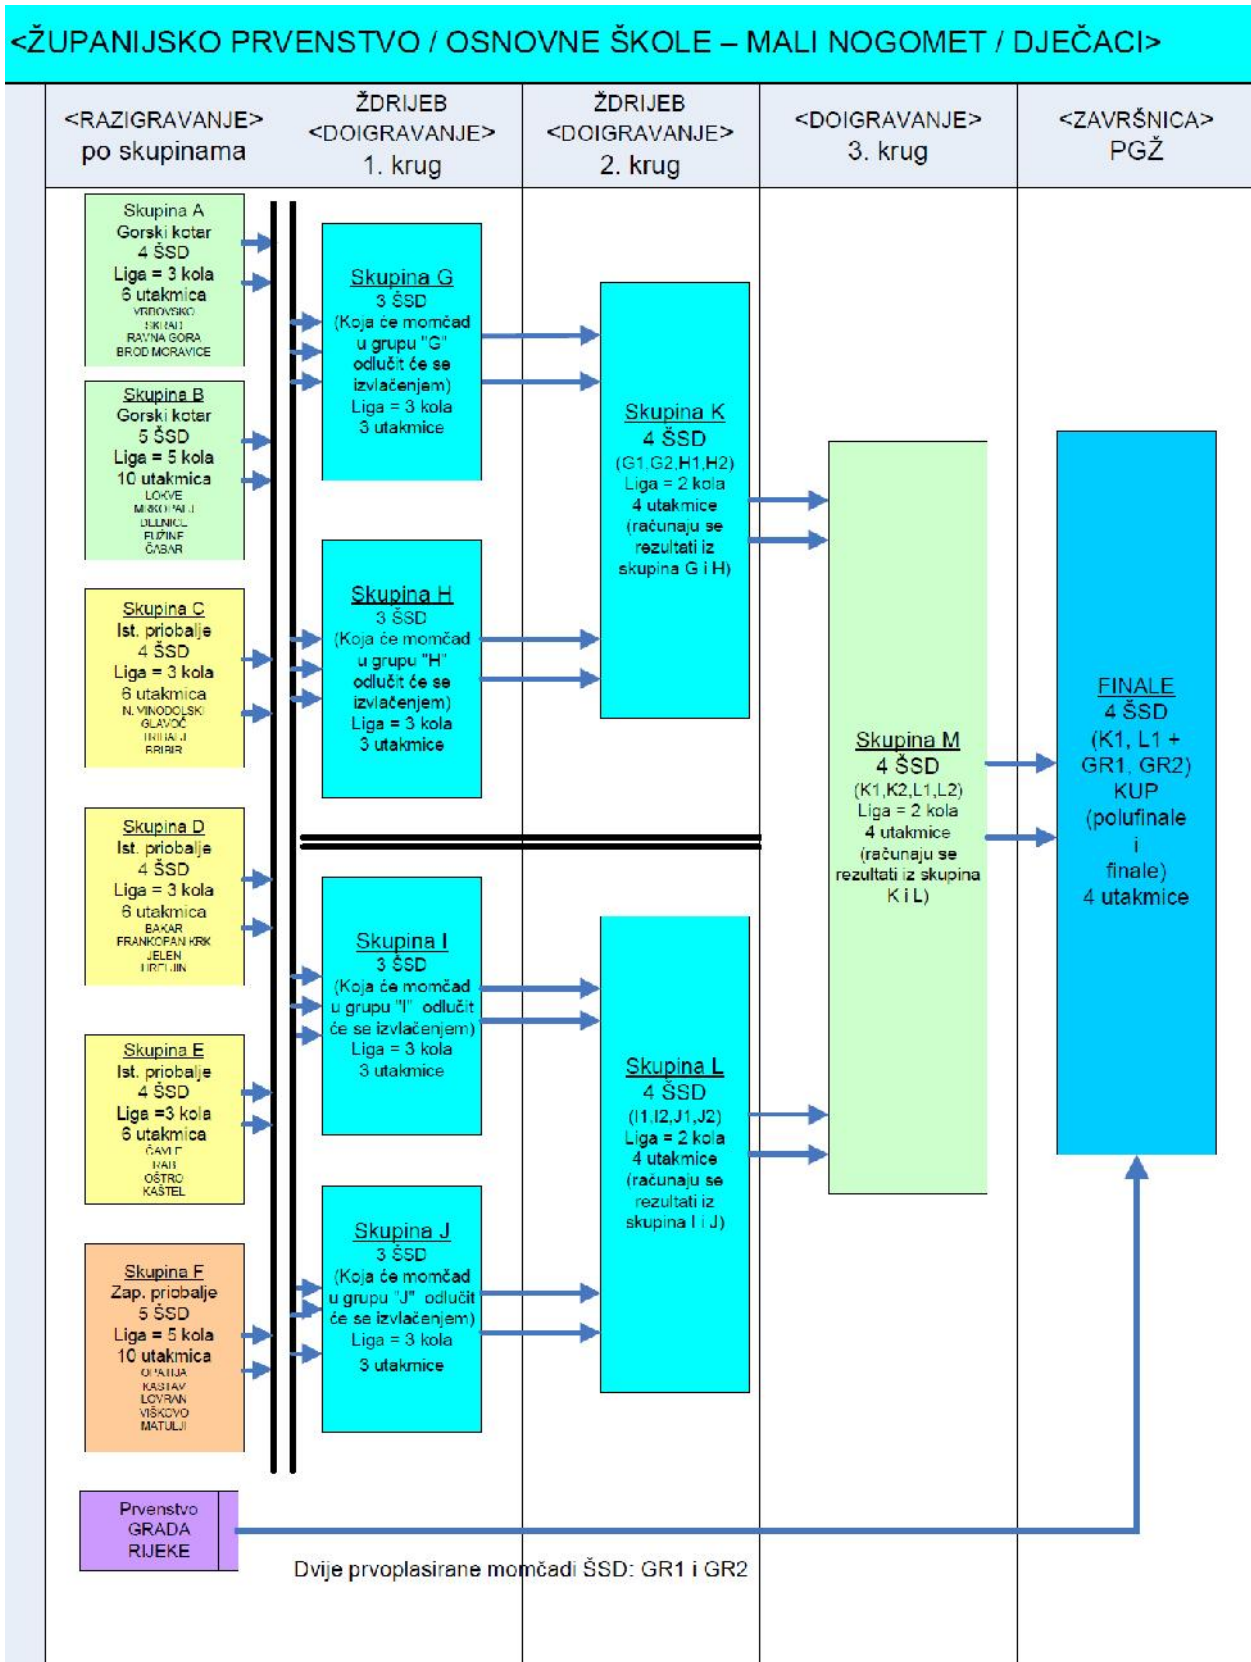 <ŽUPANIJSKO PRVENSTVO / OSNOVNE ŠKOLE – MALI NOGOMET / DJEČACI>
<RAZIGRAVANJE>
po skupinama
ŽDRIJEB
<DOIGRAVANJE>
1. krug
ŽDRIJEB
<DOIGRAVANJE>
2. krug
<DOIGRAVANJE>
3. krug
<ZAVRŠNICA>
PGŽ
Skupina A
Gorski kotar
4 ŠSD
Liga = 3 kola
6 utakmica
VRBOVSKO
SKRAD
RAVNA GORA
BROD MORAVICE
Skupina B
Gorski kotar
5 ŠSD
Liga = 5 kola
10 utakmica
LOKVE
MRKOPALJ
DELNICE
FUŽINE
ČABAR
Skupina C
Ist. priobalje
4 ŠSD
Liga = 3 kola
6 utakmica
N. VINODOLSKI
GLAVOČ
TRIBALJ
BRIBIR
Skupina D
Ist. priobalje
4 ŠSD
Liga = 3 kola
6 utakmica
BAKAR
FRANKOPAN KRK
JELEN
HRELJIN
Skupina E
Ist. priobalje
4 ŠSD
Liga =3 kola
6 utakmica
ČAVLE
RAB
OŠTRO
KAŠTEL
Skupina F
Zap. priobalje
5 ŠSD
Liga = 5 kola
10 utakmica
OPATIJA
KASTAV
LOVRAN
VIŠKOVO
MATULJI
Prvenstvo
GRADA
RIJEKE
Skupina G
3 ŠSD
(Koja će momčad
u grupu "G"
odlučit će se
izvlačenjem)
Liga = 3 kola
3 utakmice
Skupina H
3 ŠSD
(Koja će momčad
u grupu "H"
odlučit će se
izvlačenjem)
Liga = 3 kola
3 utakmice
Skupina I
3 ŠSD
(Koja će momčad
u grupu "I" odlučit
će se izvlačenjem)
Liga = 3 kola
3 utakmice
Skupina J
3 ŠSD
(Koja će momčad
u grupu "J" odlučit
će se izvlačenjem)
Liga = 3 kola
3 utakmice
Skupina K
4 ŠSD
(G1,G2,H1,H2)
Liga = 2 kola
4 utakmice
(računaju se
rezultati iz
skupina G i H)
Skupina L
4 ŠSD
(I1,I2,J1,J2)
Liga = 2 kola
4 utakmice
(računaju se
rezultati iz
skupina I i J)
Skupina M
4 ŠSD
(K1,K2,L1,L2)
Liga = 2 kola
4 utakmice
(računaju se
rezultati iz skupina
K i L)
FINALE
4 ŠSD
(K1, L1 +
GR1, GR2)
KUP
(polufinale
i
finale)
4 utakmice
Dvije prvoplasirane momčadi ŠSD: GR1 i GR2